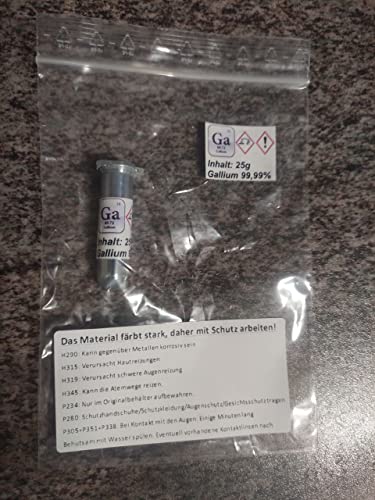 Ga
Inhalt: 25g
Gallium 99,99%
Ga
Inhalt: 25
Gallium
Das Material färbt stark, daher mit Schutz arbeiten!
H290: Kann gegenüber Metallen korrosiv sein
H315: Verursacht Hautreizungen
H319: Verursacht schwere Augenreizung
H345: Kann die Atemwege reizen.
P234: Nur im Originalbehälter aufbewahren.
P280: Schutzhandschuhe/Schutzkleidung/Augenschutz/Gesichtsschutztragen
P305+P351+P338: Bei Kontakt mit den Augen: Einige Minuten lang
Behutsam mit Wasser spülen. Eventuell vorhandene Kontaktlinsen nach